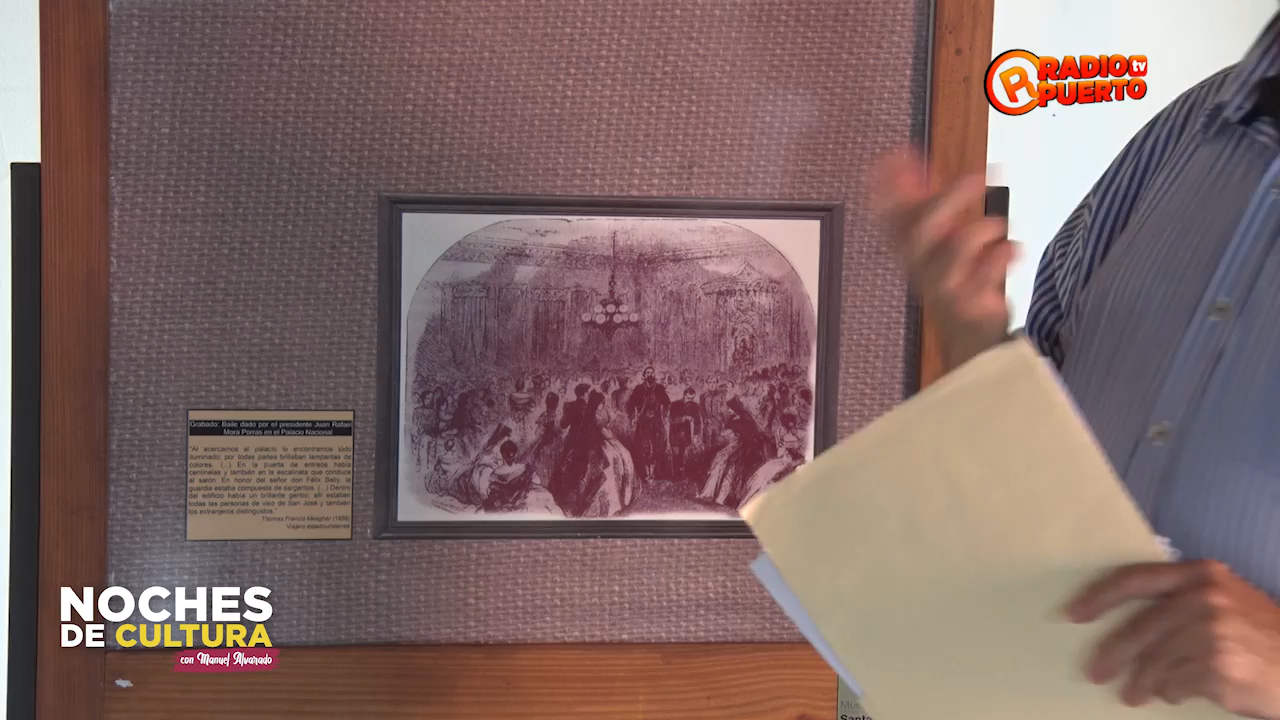 RADIO tv
PUERTO
Grabado: Baile dado por el presidente Juan Rafael
Mora Porras en el Palacio Nacional
"Al acercarnos al palacio lo encontramos todo
iluminado; por todas partes brillaban lámparas de
colores. (...) En la puerta de entrada había
centinelas y también en la escalinata que conduce
al salón. En honor del señor don Félix Belly, la
guardia estaba compuesta de sargentos. (...) Dentro
del edificio había un brillante gentío; allí estaban
todas las personas de viso de San José y también
los extranjeros distinguidos."
Thomas Francis Meagher (1858)
Viajero estadounidense
NOCHES
DE CULTURA
con Manuel Alvarado
Mus
Santa